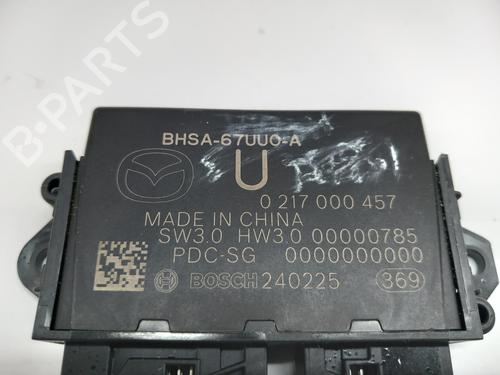 BHSA-67UU0-A
U
0 217 000 457
MADE IN CHINA
SW3.0 HW3.0 00000785
PDC-SG 0000000000
BOSCH 240225 369
B-Parts